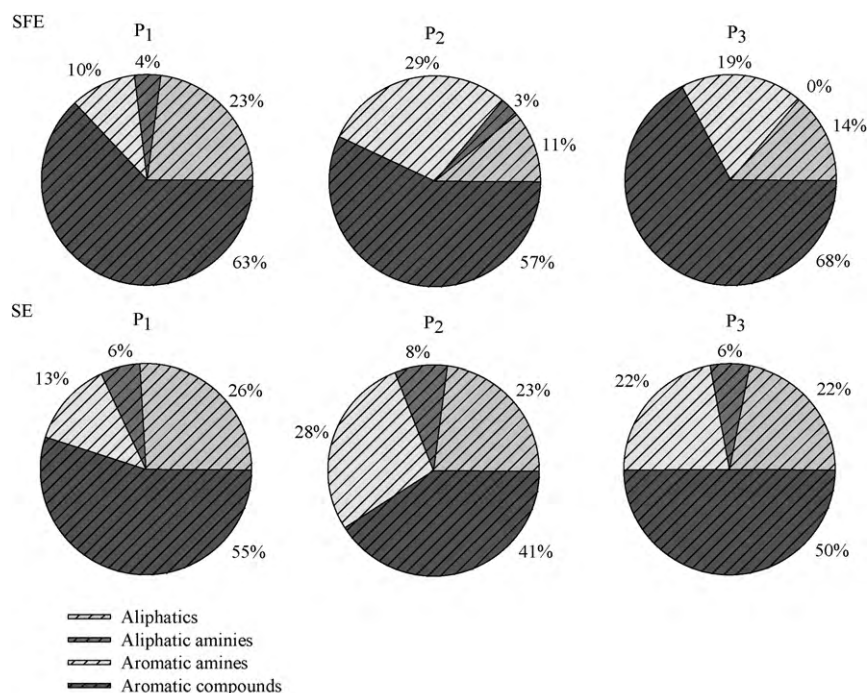 SFE
P1 P2 P3
10% 4% 23% 29% 3% 11% 19% 0% 14%
63% 57% 68%
SE
P1 P2 P3
13% 6% 26% 28% 8% 23% 22% 6% 22%
55% 41% 50%
Aliphatics
Aliphatic aminies
Aromatic amines
Aromatic compounds